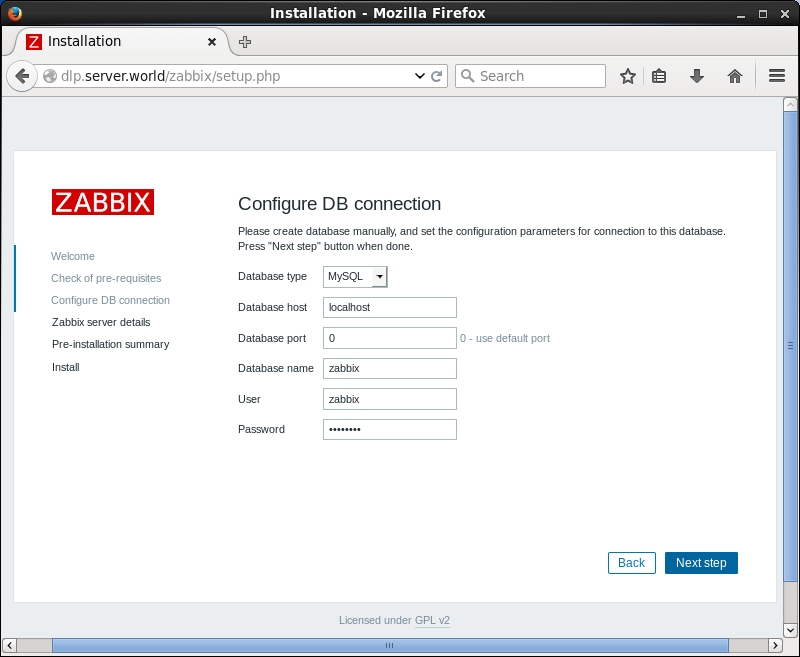 Installation - Mozilla Firefox
Z Installation
dlp.server.world/zabbix/setup.php
Search
ZABBIX
Welcome
Check of pre-requisites
Configure DB connection
Zabbix server details
Pre-installation summary
Install
Configure DB connection
Please create database manually, and set the configuration parameters for connection to this database.
Press "Next step" button when done.
Database type MySQL
Database host localhost
Database port 0 0 - use default port
Database name zabbix
User zabbix
Password ••••••••
Back Next step
Licensed under GPL v2